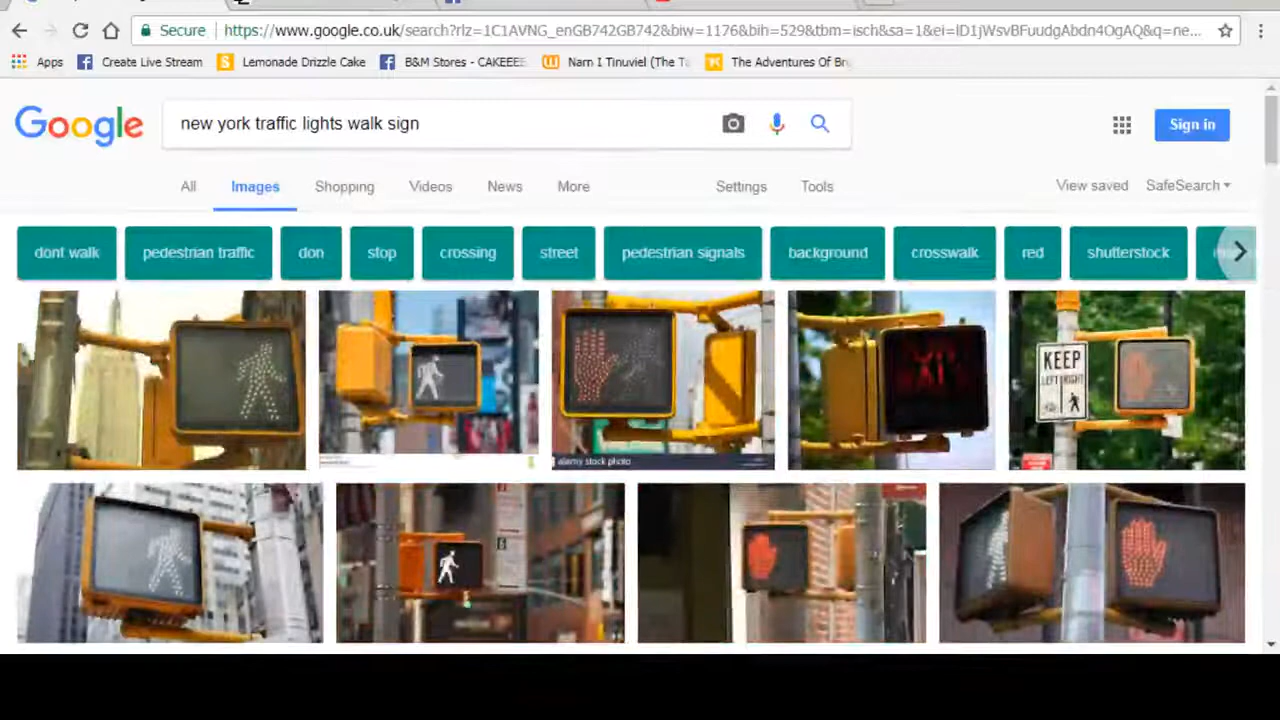 Secure https://www.google.co.uk/search?rlz=1C1AVNG_enGB742GB742&biw=1176&bih=529&tbm=isch&sa=1&ei=
Apps Create Live Stream Lemonade Drizzle Cake B&M Stores - CAKEEE Narn I Tinuviel (The T The Adventures Of Br
Google new york traffic lights walk sign Sign in
All Images Shopping Videos News More Settings Tools View saved SafeSearch
dont walk pedestrian traffic don stop crossing street pedestrian signals background crosswalk red shutterstock
KEEP
LEFT RIGHT
alamy stock photo